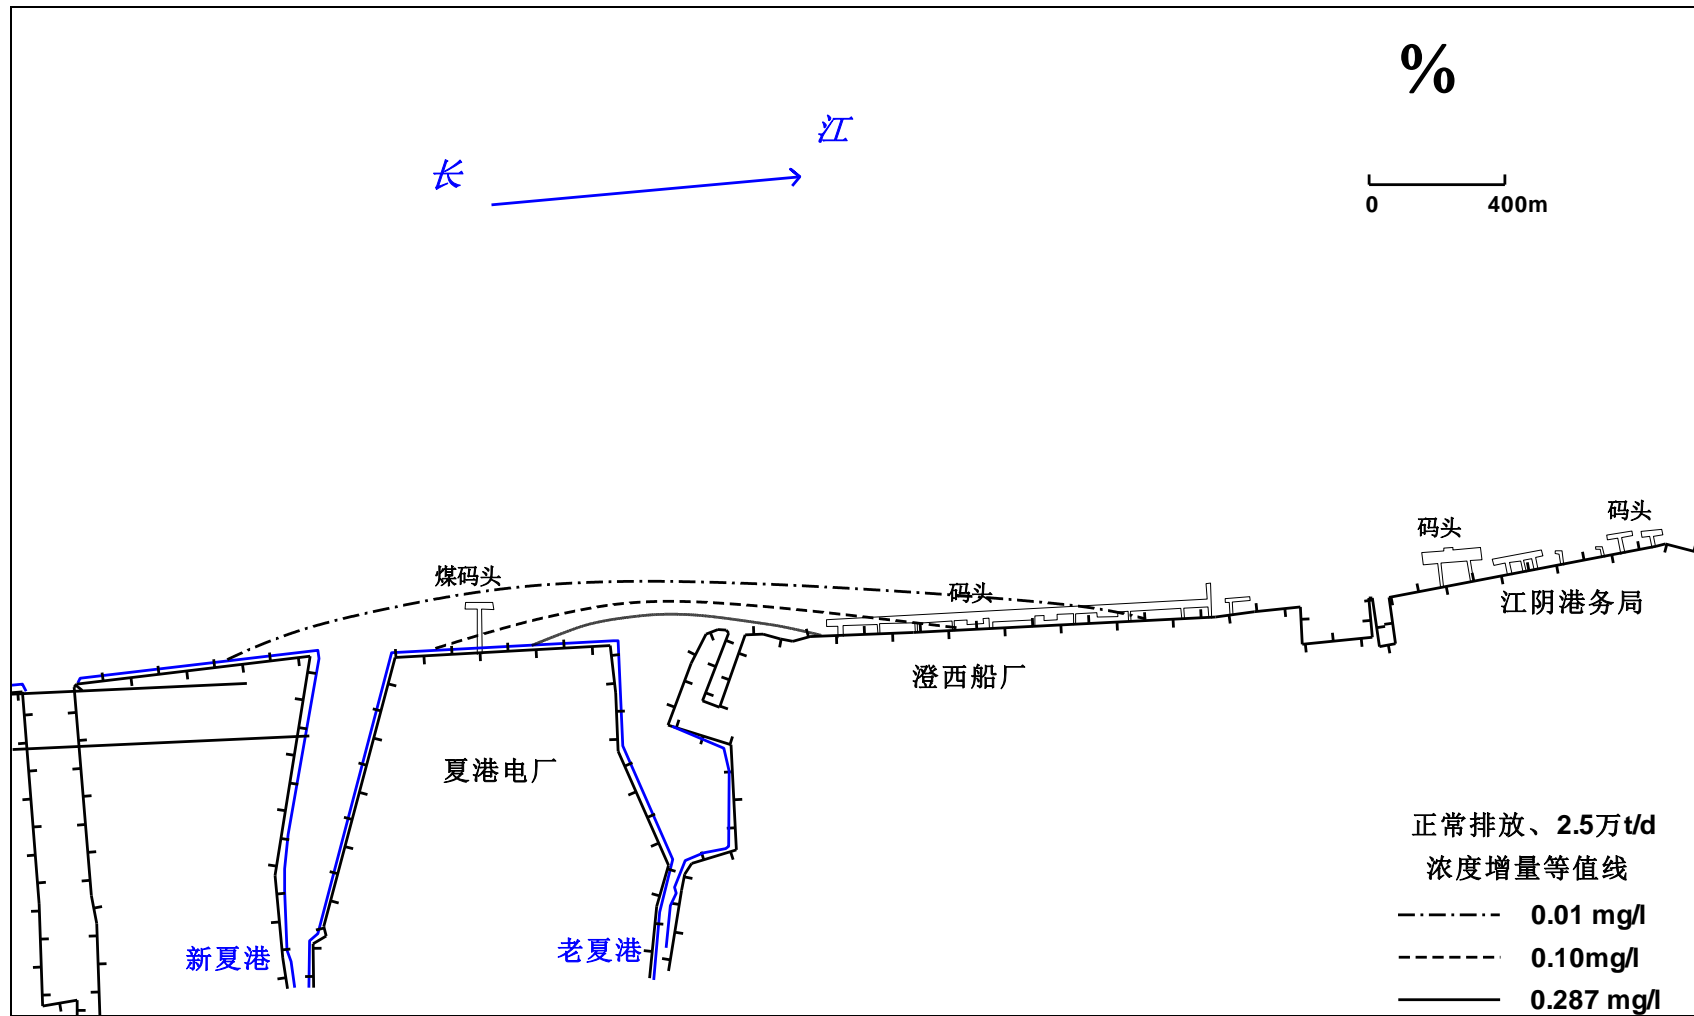 %
江
长
0 400m
码头
码头
煤码头
码头
江阴港务局
澄西船厂
夏港电厂
正常排放、2.5万t/d
浓度增量等值线
0.01 mg/l
新夏港
老夏港
0.10mg/l
0.287 mg/l